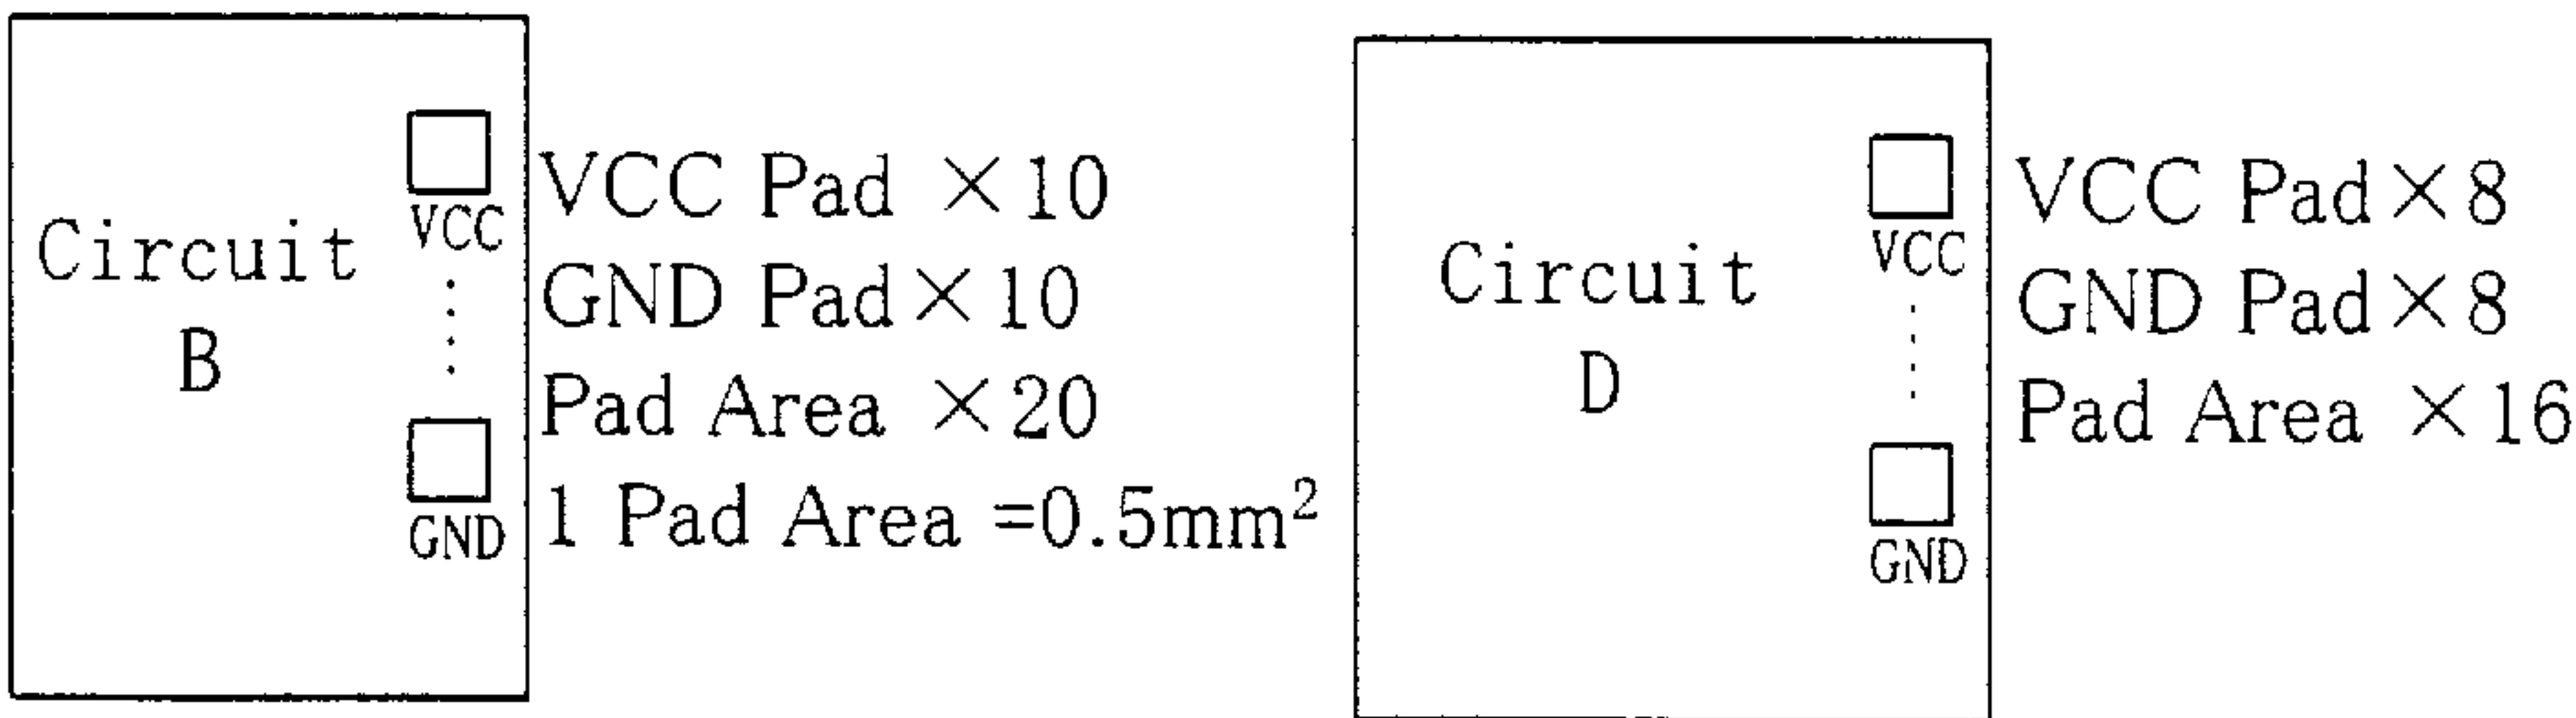 Circuit
B
VCC
GND
VCC Pad ×10
GND Pad×10
Pad Area ×20
1 Pad Area =0.5mm²
Circuit
D
VCC
GND
VCC Pad×8
GND Pad×8
Pad Area ×16